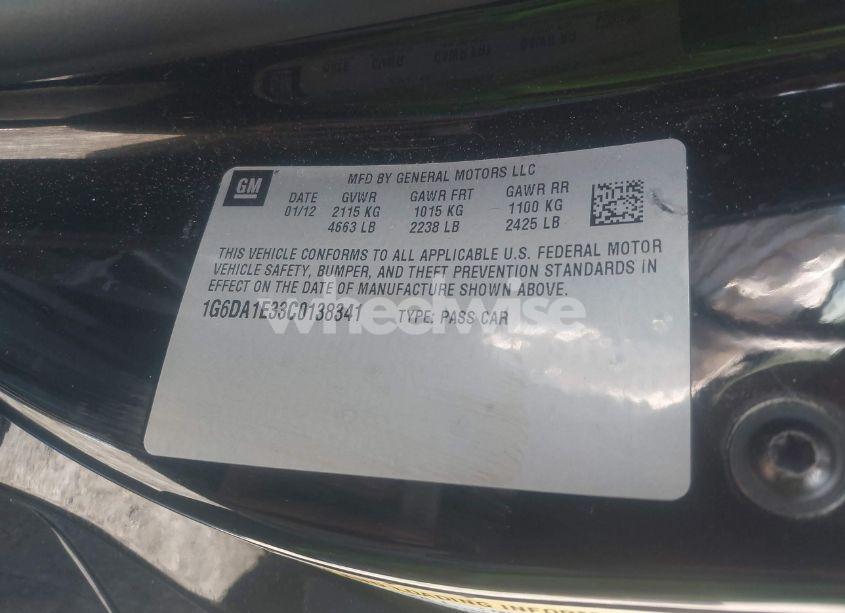 GM
MFD BY GENERAL MOTORS LLC
DATE GVWR GAWR FRT GAWR RR
01/12 2115 KG 1015 KG 1100 KG
4663 LB 2238 LB 2425 LB
THIS VEHICLE CONFORMS TO ALL APPLICABLE U.S. FEDERAL MOTOR
VEHICLE SAFETY, BUMPER, AND THEFT PREVENTION STANDARDS IN
EFFECT ON THE DATE OF MANUFACTURE SHOWN ABOVE.
1G6DA1E33C0138341 TYPE: PASS CAR
wheelwise
LOADING INFORM